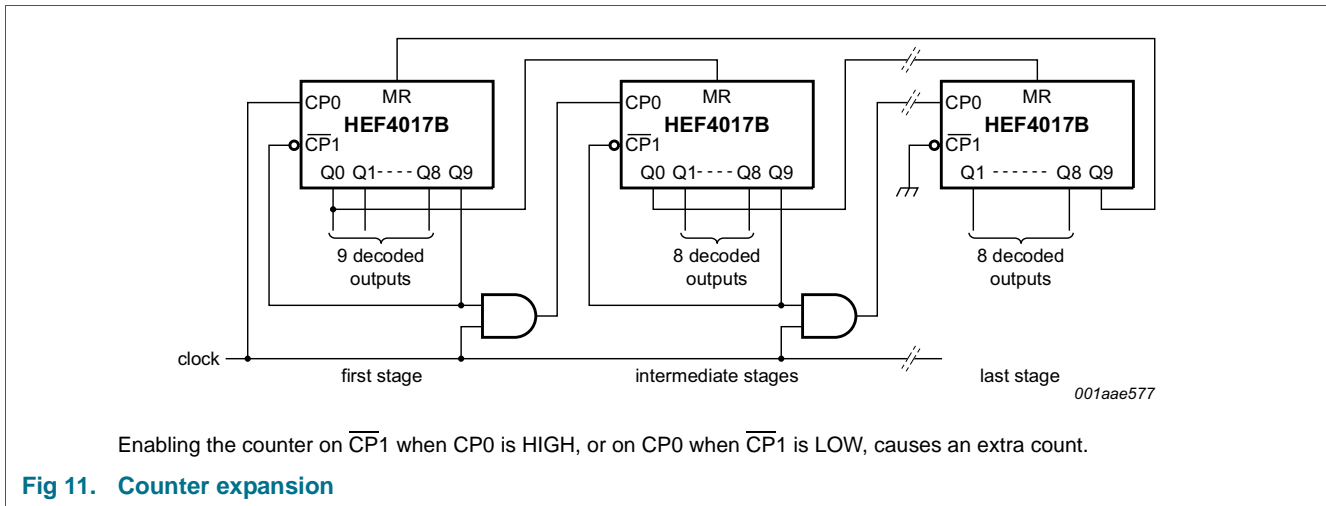 CP0 MR
HEF4017B
CP1
Q0 Q1 - - - - Q8 Q9
9 decoded
outputs
CP0 MR
HEF4017B
CP1
Q0 Q1 - - - - Q8 Q9
8 decoded
outputs
CP0 MR
HEF4017B
CP1
Q1 - - - - - - Q8 Q9
8 decoded
outputs
clock
first stage
intermediate stages
last stage
001aae577
Enabling the counter on C̅P̅1 when CP0 is HIGH, or on CP0 when C̅P̅1 is LOW, causes an extra count.
Fig 11. Counter expansion